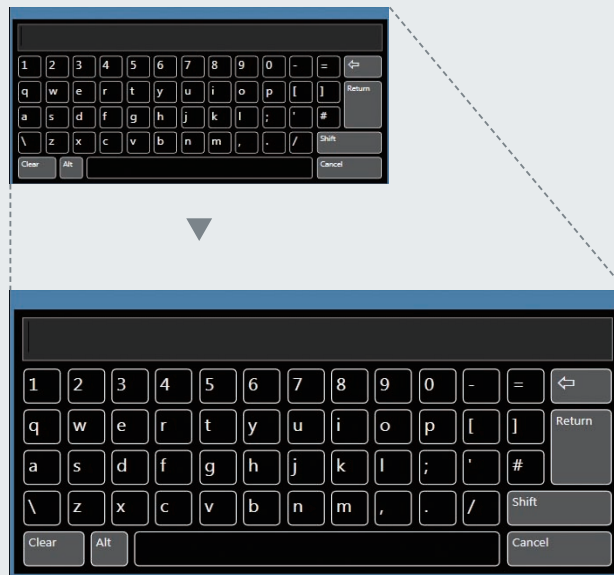 1 2 3 4 5 6 7 8 9 0 - = ⇦
q w e r t y u i o p [ ] Return
a s d f g h j k l ; ' #
\ z x c v b n m , . / Shift
Clear Alt Cancel
1 2 3 4 5 6 7 8 9 0 - = ⇦
q w e r t y u i o p [ ] Return
a s d f g h j k l ; ' #
\ z x c v b n m , . / Shift
Clear Alt Cancel